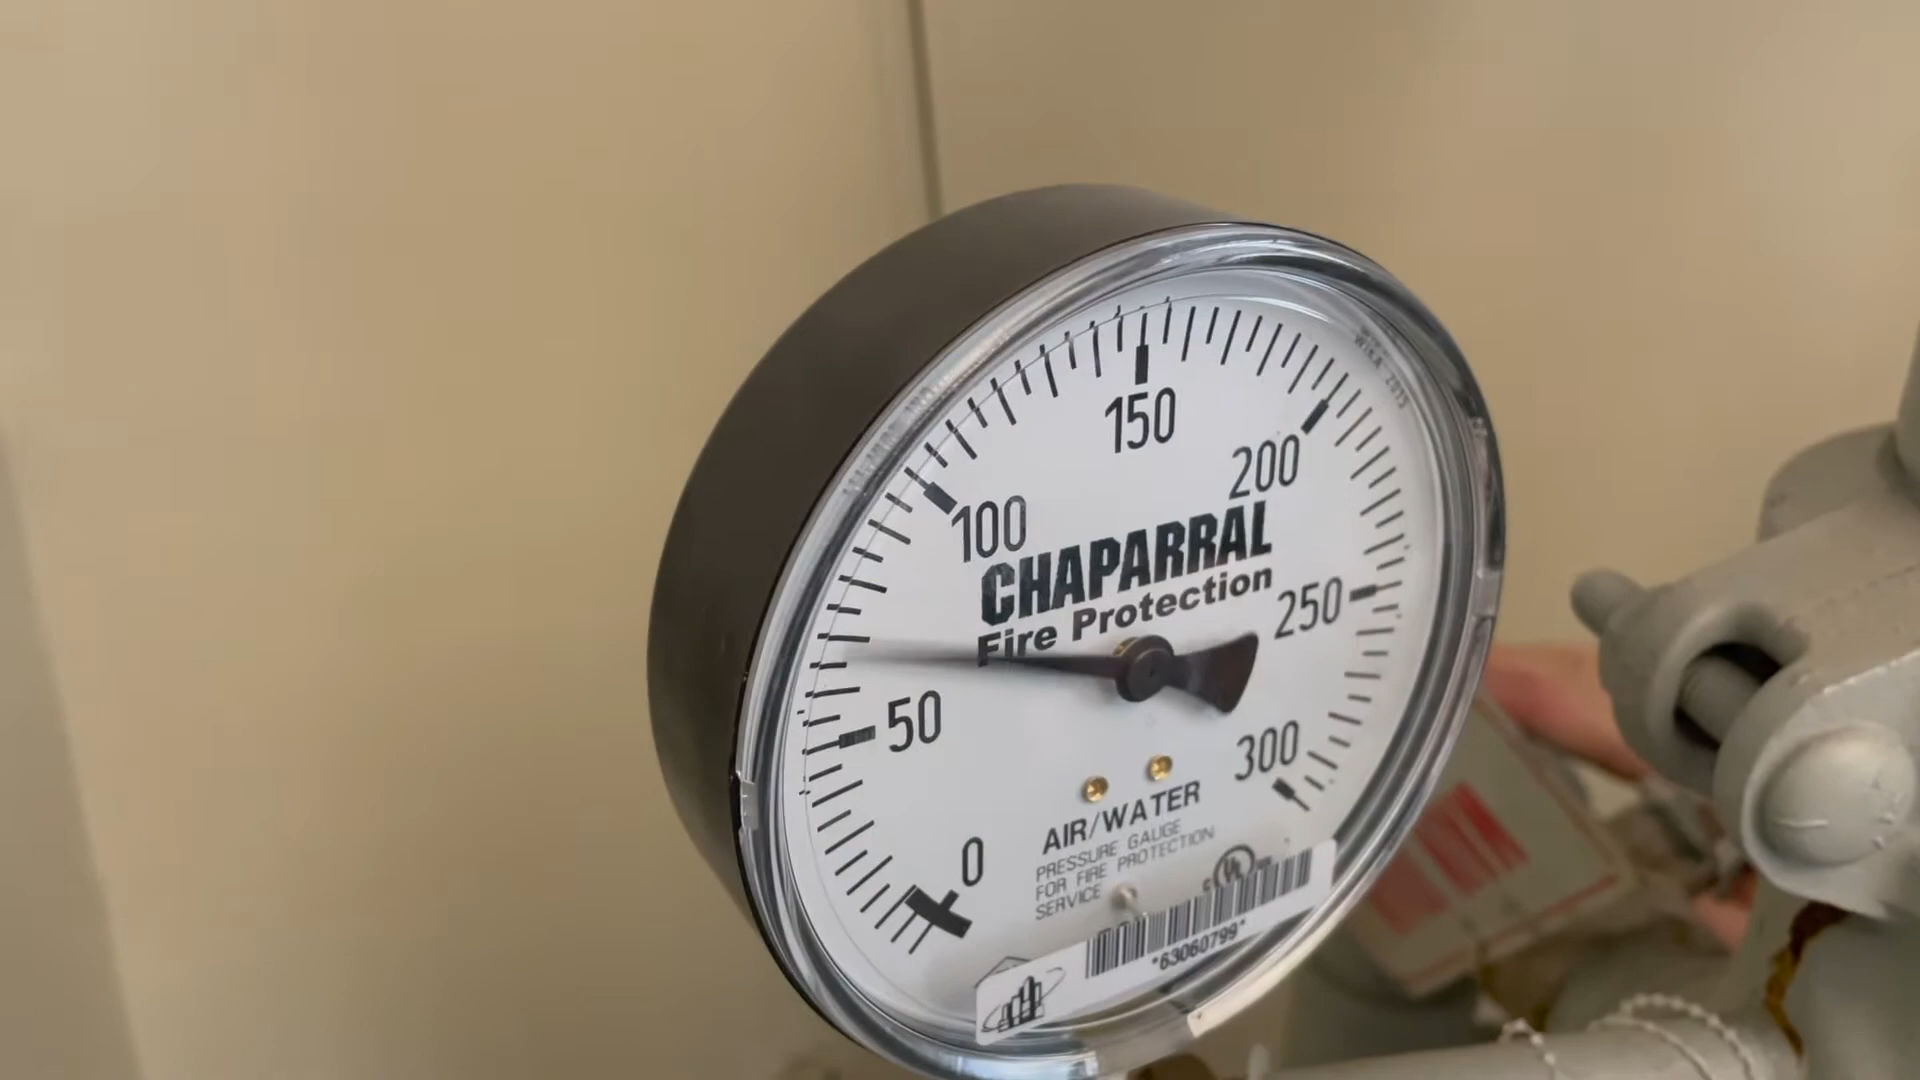 150
200
100
CHAPARRAL
Fire Protection
250
50
300
0
AIR/WATER
PRESSURE GAUGE
FOR FIRE PROTECTION
SERVICE
UL
*63060799*